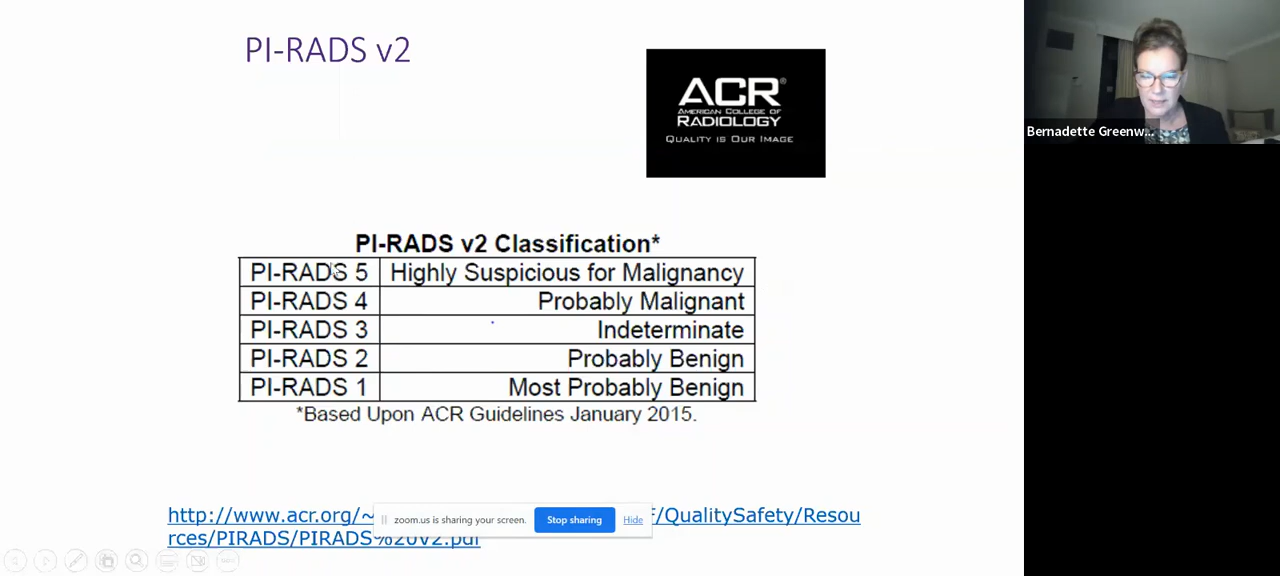 PI-RADS v2
ACR®
AMERICAN COLLEGE OF
RADIOLOGY
QUALITY IS OUR IMAGE
Bernadette Greenw...
PI-RADS v2 Classification*
PI-RADS 5 Highly Suspicious for Malignancy
PI-RADS 4 Probably Malignant
PI-RADS 3 Indeterminate
PI-RADS 2 Probably Benign
PI-RADS 1 Most Probably Benign
*Based Upon ACR Guidelines January 2015.
http://www.acr.org/~ /QualitySafety/Resou
rces/PIRADS/PIRADS%20V2.pdf
zoom.us is sharing your screen. Stop sharing Hide